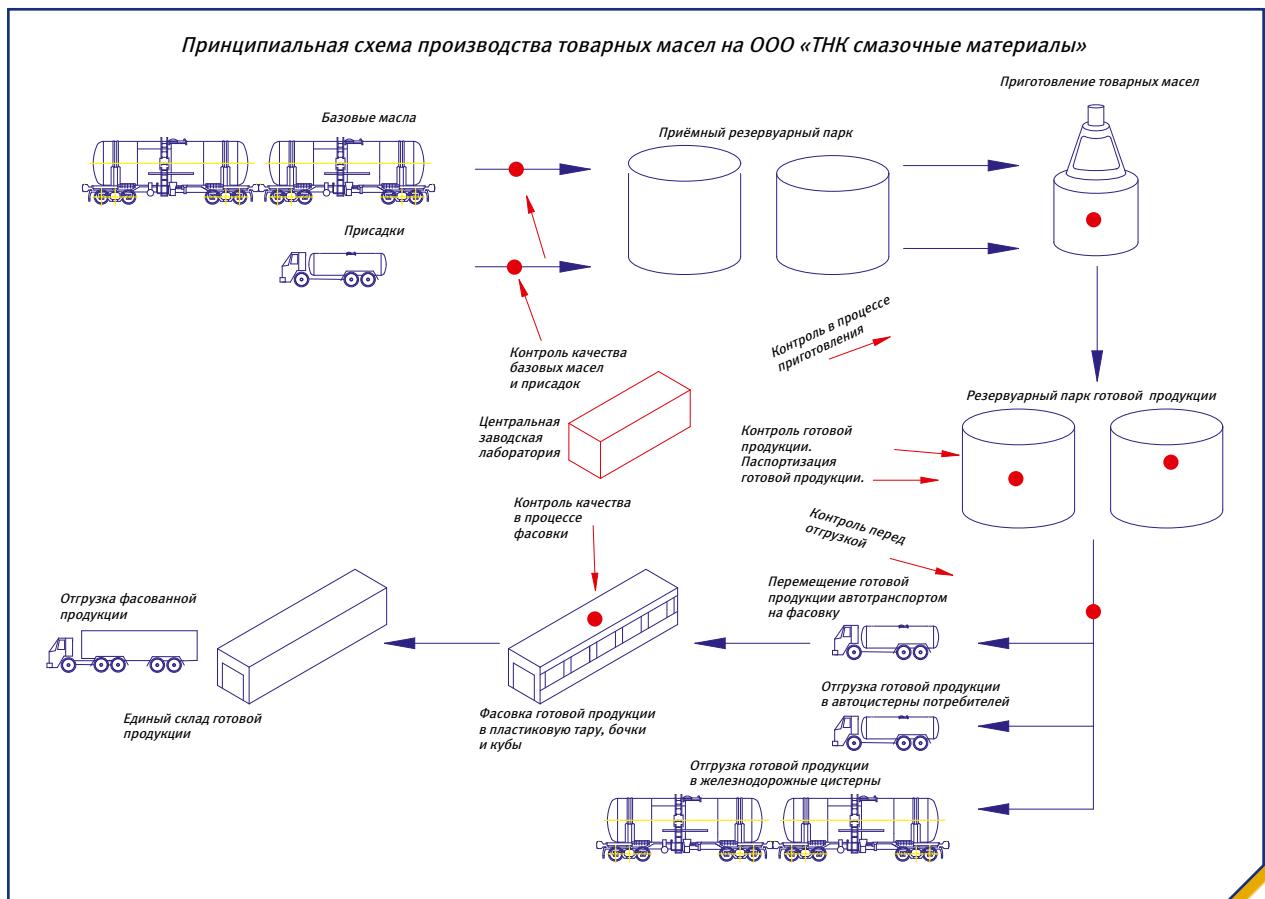 Принципиальная схема производства товарных масел на ООО «ТНК смазочные материалы»
Приготовление товарных масел
Базовые масла
Приёмный резервуарный парк
Присадки
Контроль качества
базовых масел
и присадок
Контроль в процессе
приготовления
Резервуарный парк готовой продукции
Центральная
заводская
лаборатория
Контроль готовой
продукции.
Паспортизация
готовой продукции.
Контроль качества
в процессе
фасовки
Контроль перед
отгрузкой
Перемещение готовой
продукции автотранспортом
на фасовку
Отгрузка фасованной
продукции
Отгрузка готовой продукции
в автоцистерны потребителей
Единый склад готовой
продукции
Фасовка готовой продукции
в пластиковую тару, бочки
и кубы
Отгрузка готовой продукции
в железнодорожные цистерны